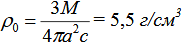 ρ₀ = 3M / 4πa²c = 5,5 г/см³